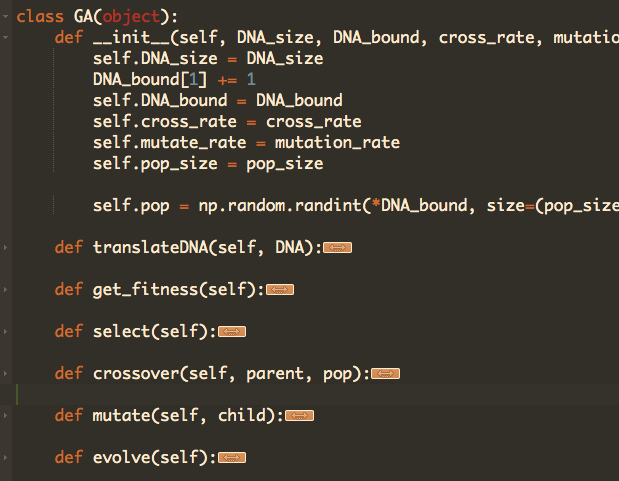 class GA(object):
def __init__(self, DNA_size, DNA_bound, cross_rate, mutatio
self.DNA_size = DNA_size
DNA_bound[1] += 1
self.DNA_bound = DNA_bound
self.cross_rate = cross_rate
self.mutate_rate = mutation_rate
self.pop_size = pop_size
self.pop = np.random.randint(*DNA_bound, size=(pop_size
def translateDNA(self, DNA):
def get_fitness(self):
def select(self):
def crossover(self, parent, pop):
def mutate(self, child):
def evolve(self):